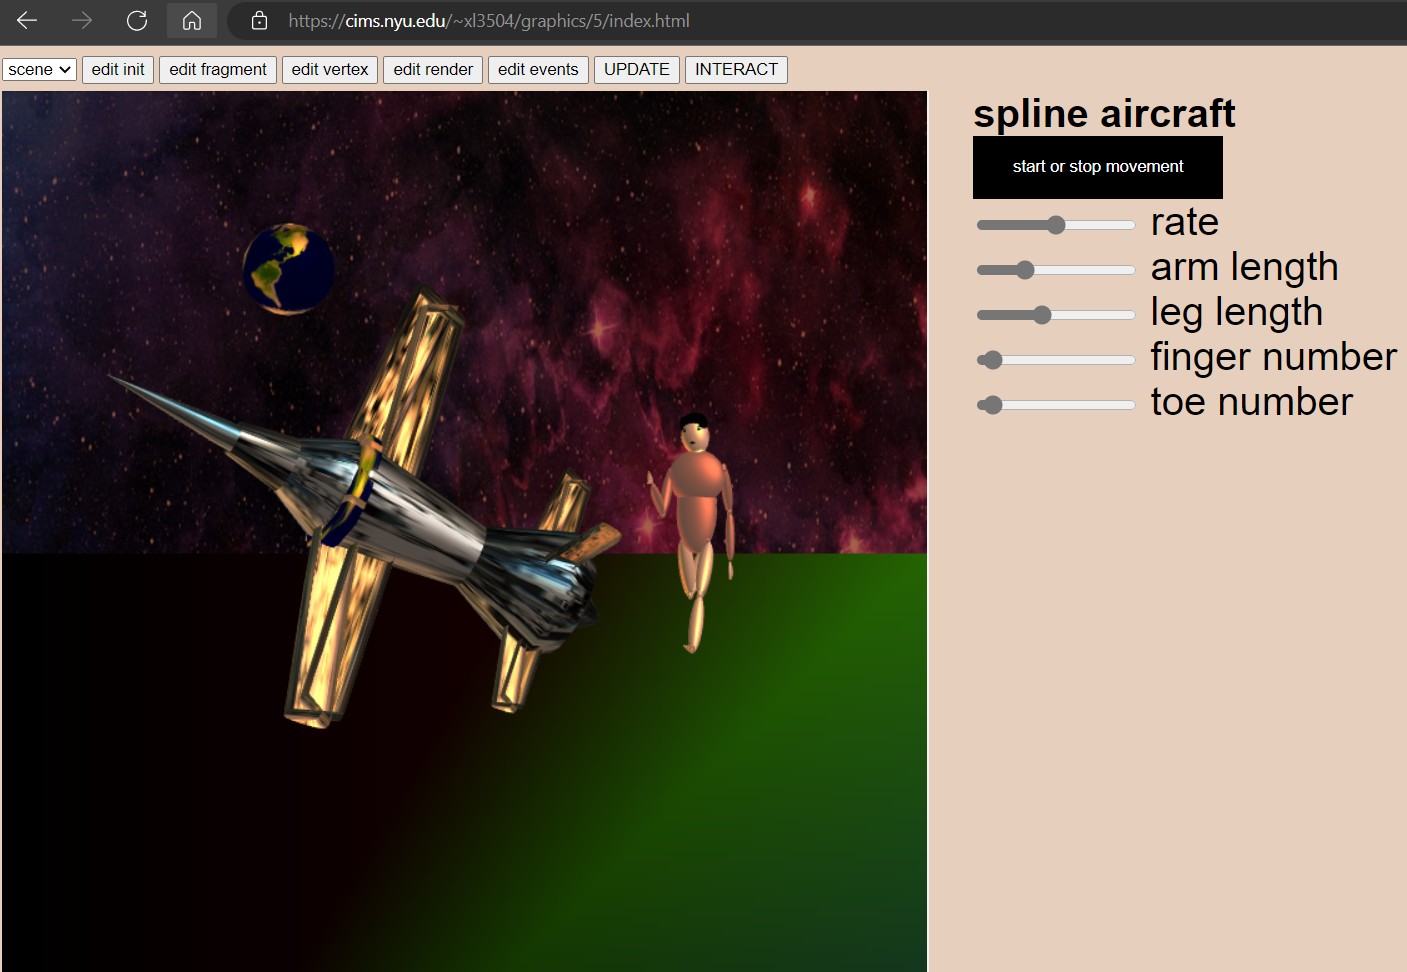 https://cims.nyu.edu/~xl3504/graphics/5/index.html
scene edit init edit fragment edit vertex edit render edit events UPDATE INTERACT
spline aircraft
start or stop movement
rate
arm length
leg length
finger number
toe number